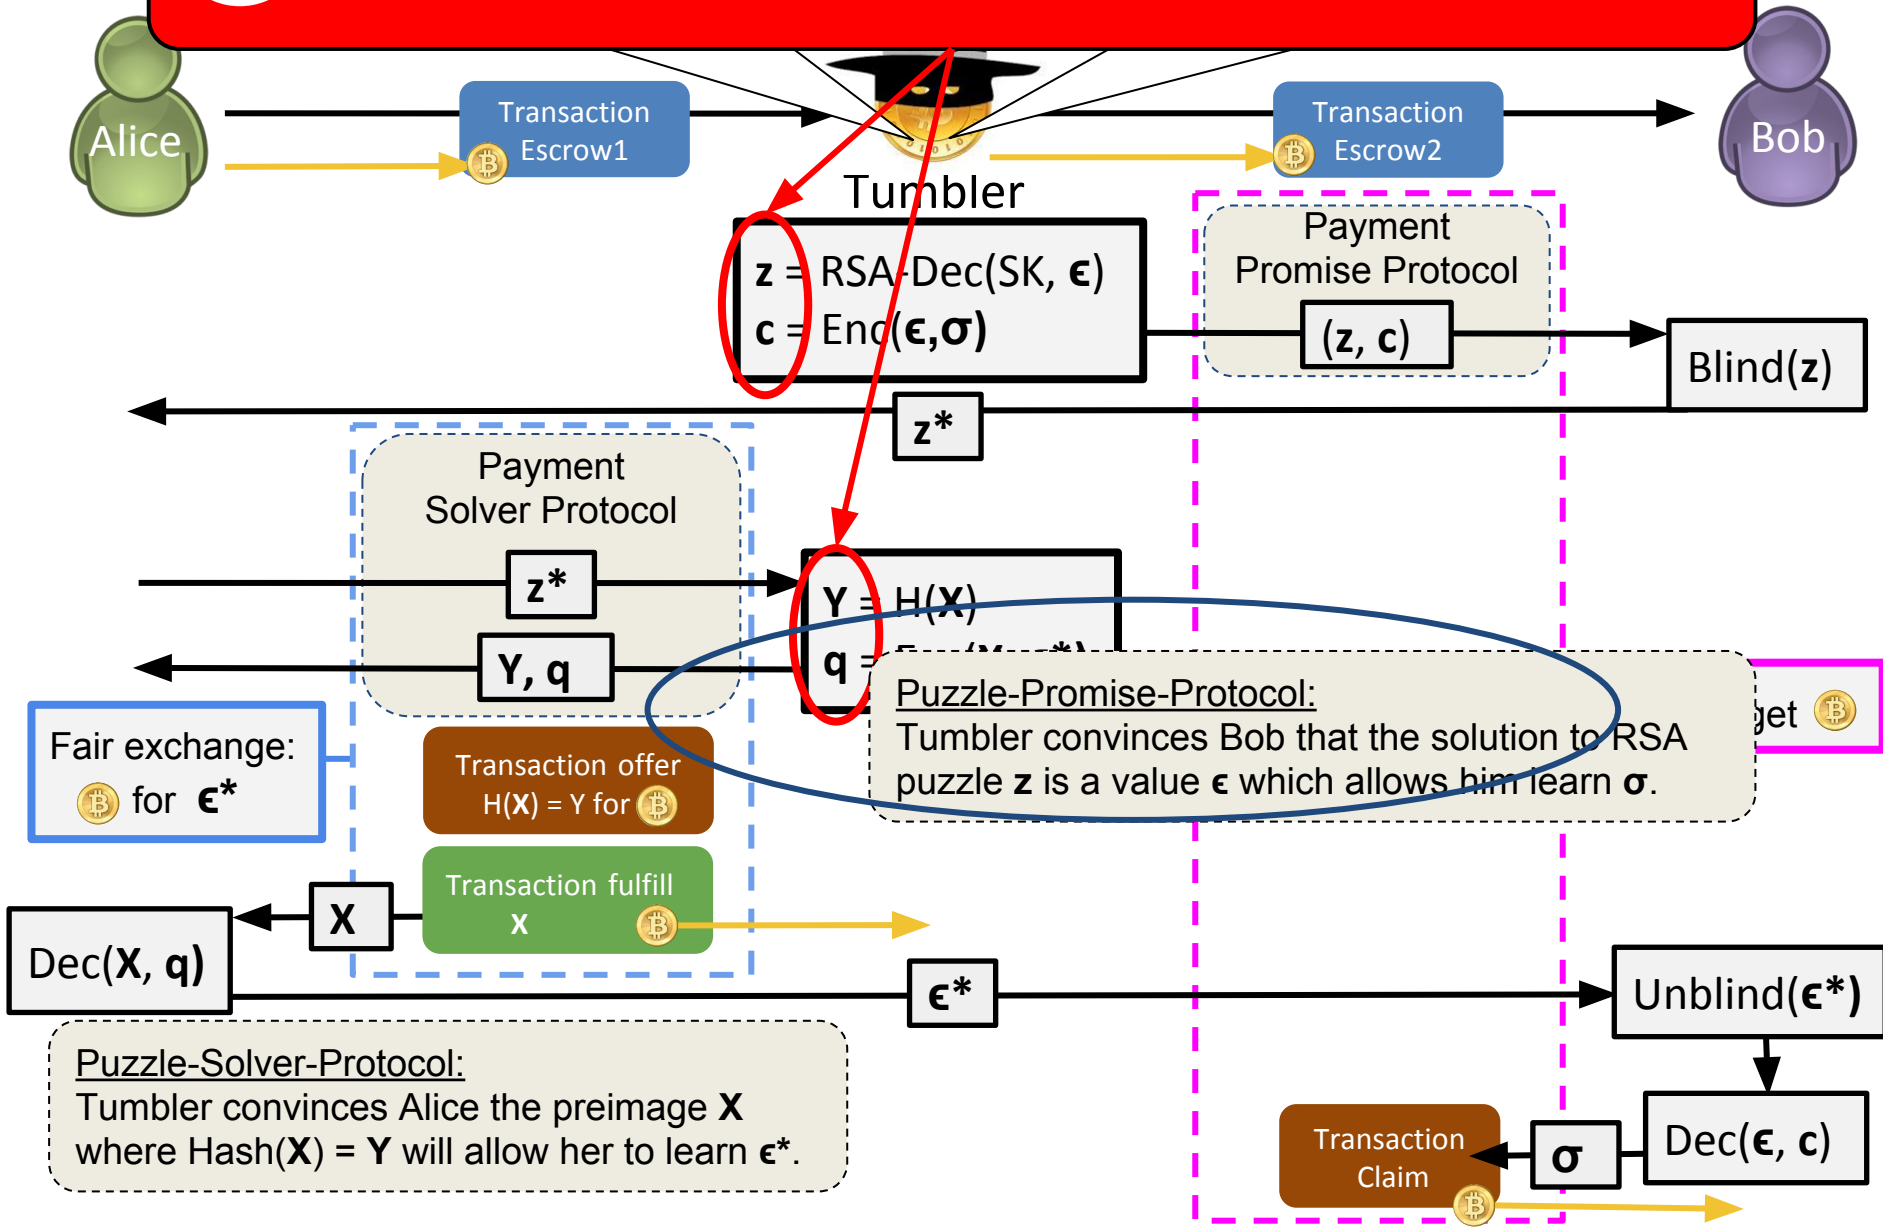 Alice
Transaction
Escrow1
Transaction
Escrow2
Bob
Tumbler
z = RSA-Dec(SK, ϵ)
c = Enc(ϵ,σ)
Payment
Promise Protocol
(z, c)
Blind(z)
z*
Payment
Solver Protocol
z*
Y = H(X)
q =
Y, q
Puzzle-Promise-Protocol:
Tumbler convinces Bob that the solution to RSA
puzzle z is a value ϵ which allows him learn σ.
get
Fair exchange:
for ϵ*
Transaction offer
H(X) = Y for
Transaction fulfill
X
X
Dec(X, q)
ϵ*
Unblind(ϵ*)
Puzzle-Solver-Protocol:
Tumbler convinces Alice the preimage X
where Hash(X) = Y will allow her to learn ϵ*.
Transaction
Claim
σ
Dec(ϵ, c)